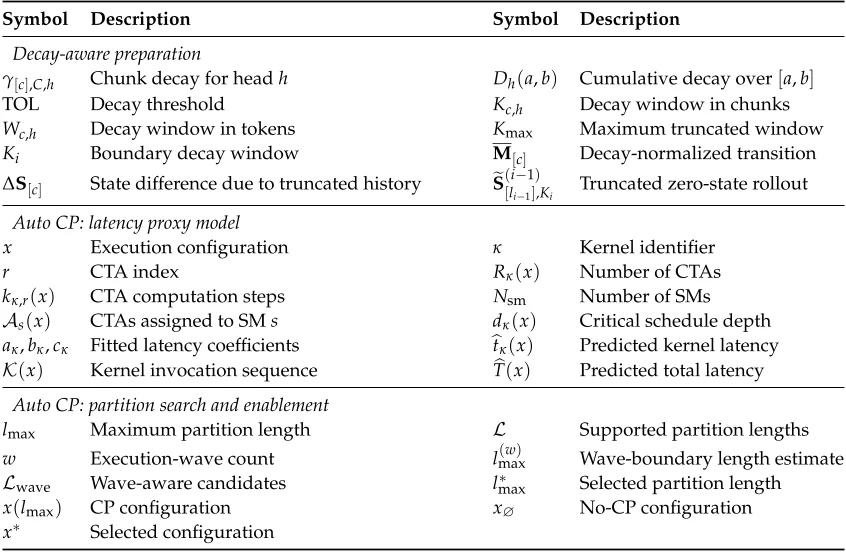 Symbol Description Symbol Description
Decay-aware preparation
γ_{[c],C,h} Chunk decay for head h D_h(a, b) Cumulative decay over [a, b]
TOL Decay threshold K_{c,h} Decay window in chunks
W_{c,h} Decay window in tokens K_max Maximum truncated window
K_i Boundary decay window M̅_{[c]} Decay-normalized transition
ΔS_{[c]} State difference due to truncated history S̃^{(i−1)}_{[l_{i−1}],K_i} Truncated zero-state rollout
Auto CP: latency proxy model
x Execution configuration κ Kernel identifier
r CTA index R_κ(x) Number of CTAs
k_{κ,r}(x) CTA computation steps N_sm Number of SMs
𝒜_s(x) CTAs assigned to SM s d_κ(x) Critical schedule depth
a_κ, b_κ, c_κ Fitted latency coefficients t̂_κ(x) Predicted kernel latency
𝒦(x) Kernel invocation sequence T̂(x) Predicted total latency
Auto CP: partition search and enablement
l_max Maximum partition length ℒ Supported partition lengths
w Execution-wave count l^{(w)}_max Wave-boundary length estimate
ℒ_wave Wave-aware candidates l*_max Selected partition length
x(l_max) CP configuration x_∅ No-CP configuration
x* Selected configuration